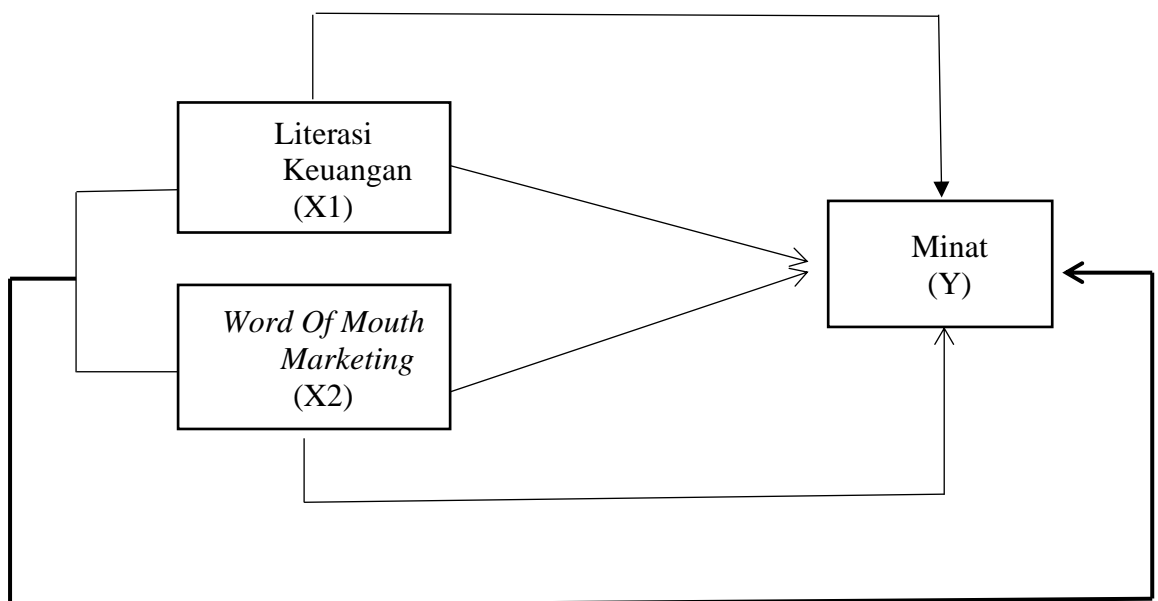 Literasi
Keuangan
(X1)
Word Of Mouth
Marketing
(X2)
Minat
(Y)